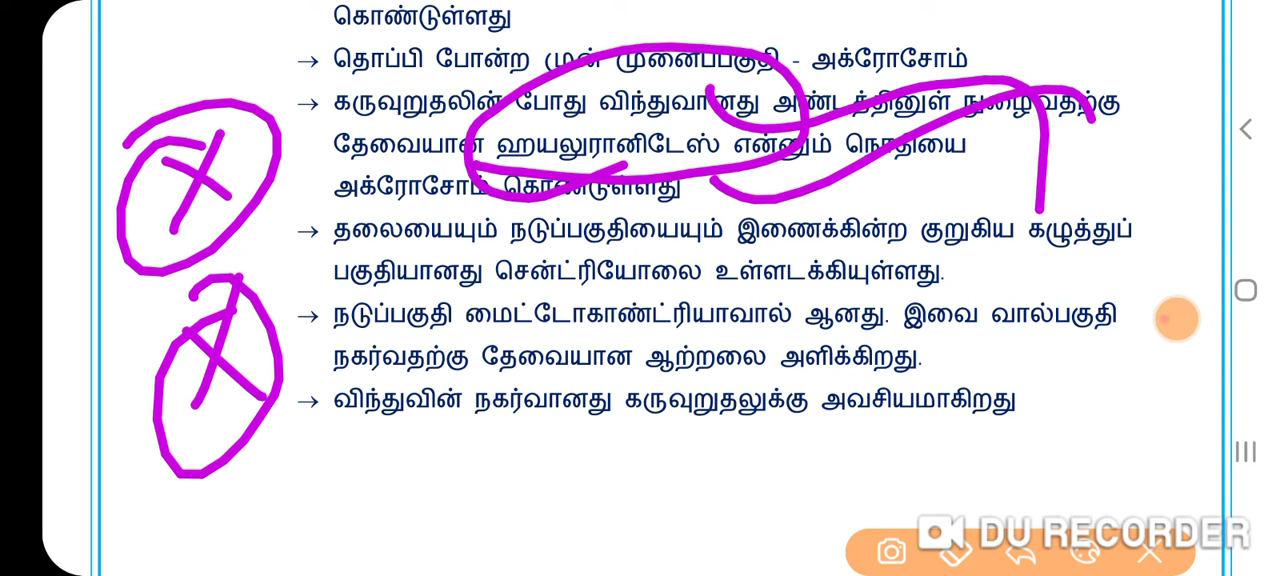 கொண்டுள்ளது
→ தொப்பி போன்ற முன் முனைப்பகுதி - அக்ரோசோம்
→ கருவுறுதலின் போது விந்துவானது அண்டத்தினுள் நுழைவதற்கு
தேவையான ஹயலுரானிடேஸ் என்னும் நொதியை
அக்ரோசோம் கொண்டுள்ளது
→ தலையையும் நடுப்பகுதியையும் இணைக்கின்ற குறுகிய கழுத்துப்
பகுதியானது சென்ட்ரியோலை உள்ளடக்கியுள்ளது.
→ நடுப்பகுதி மைட்டோகாண்ட்ரியாவால் ஆனது. இவை வால்பகுதி
நகர்வதற்கு தேவையான ஆற்றலை அளிக்கிறது.
→ விந்துவின் நகர்வானது கருவுறுதலுக்கு அவசியமாகிறது
DU RECORDER